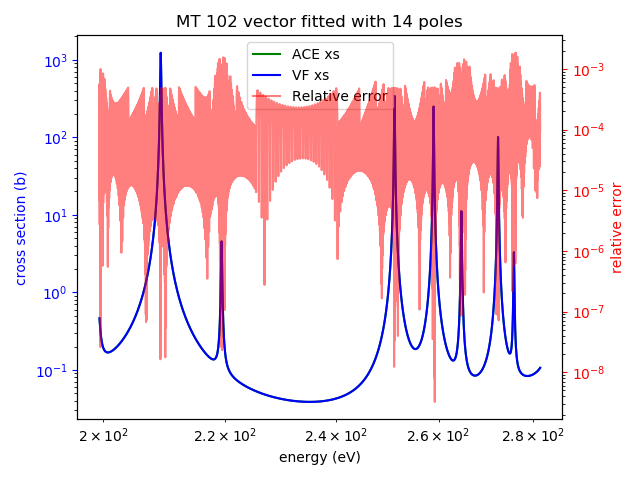 MT 102 vector fitted with 14 poles
ACE xs
VF xs
Relative error
cross section (b)
10³
10²
10¹
10⁰
10⁻¹
relative error
10⁻³
10⁻⁴
10⁻⁵
10⁻⁶
10⁻⁷
10⁻⁸
2 × 10²
2.2 × 10²
2.4 × 10²
2.6 × 10²
2.8 × 10²
energy (eV)